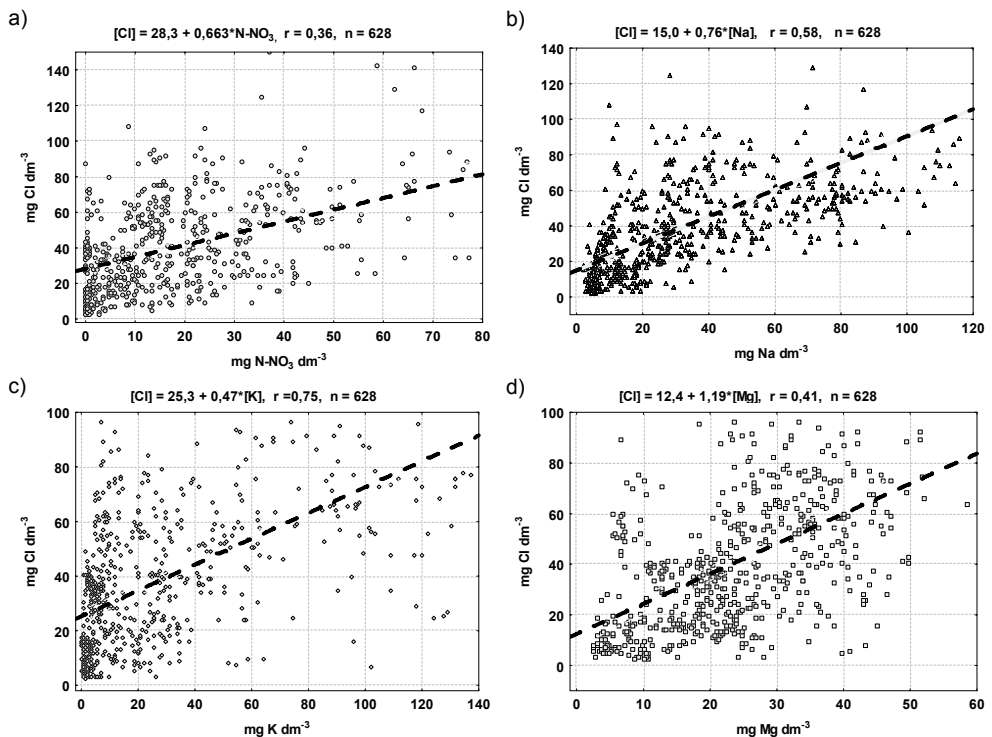 a)
[Cl] = 28,3 + 0,663*N-NO₃, r = 0,36, n = 628
140
120
100
80
60
40
20
0
mg Cl dm⁻³
0 10 20 30 40 50 60 70 80
mg N-NO₃ dm⁻³
b)
[Cl] = 15,0 + 0,76*[Na], r = 0,58, n = 628
140
120
100
80
60
40
20
0
mg Cl dm⁻³
0 20 40 60 80 100 120
mg Na dm⁻³
c)
[Cl] = 25,3 + 0,47*[K], r =0,75, n = 628
100
80
60
40
20
0
mg Cl dm⁻³
0 20 40 60 80 100 120 140
mg K dm⁻³
d)
[Cl] = 12,4 + 1,19*[Mg], r = 0,41, n = 628
100
80
60
40
20
0
mg Cl dm⁻³
0 10 20 30 40 50 60
mg Mg dm⁻³